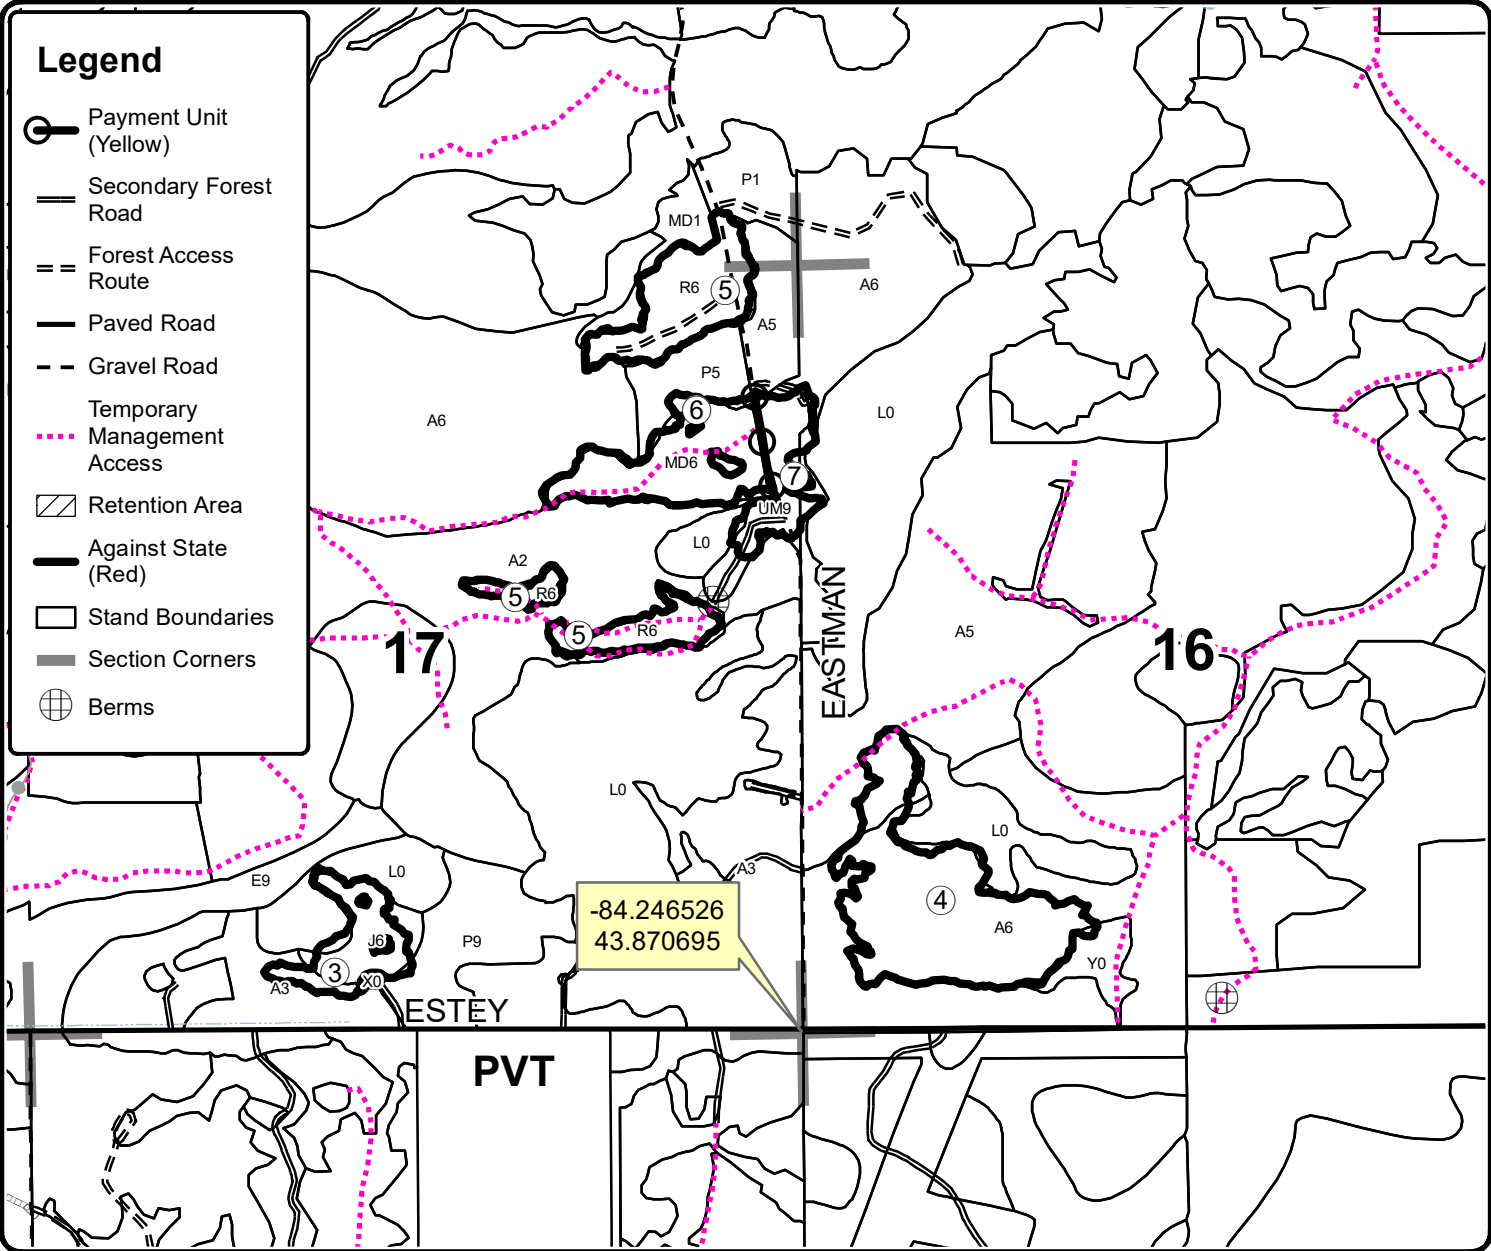 Legend
Payment Unit
(Yellow)
Secondary Forest
Road
Forest Access
Route
Paved Road
Gravel Road
Temporary
Management
Access
Retention Area
Against State
(Red)
Stand Boundaries
Section Corners
Berms
P1
MD1
R6
5
A6
A5
P5
A6
6
L0
MD6
7
UM9
L0
A2
5
R6
5
R6
EASTMAN
A5
17
16
L0
L0
A3
E9
L0
4
A6
-84.246526
43.870695
J6
P9
3
X0
A3
Y0
ESTEY
PVT